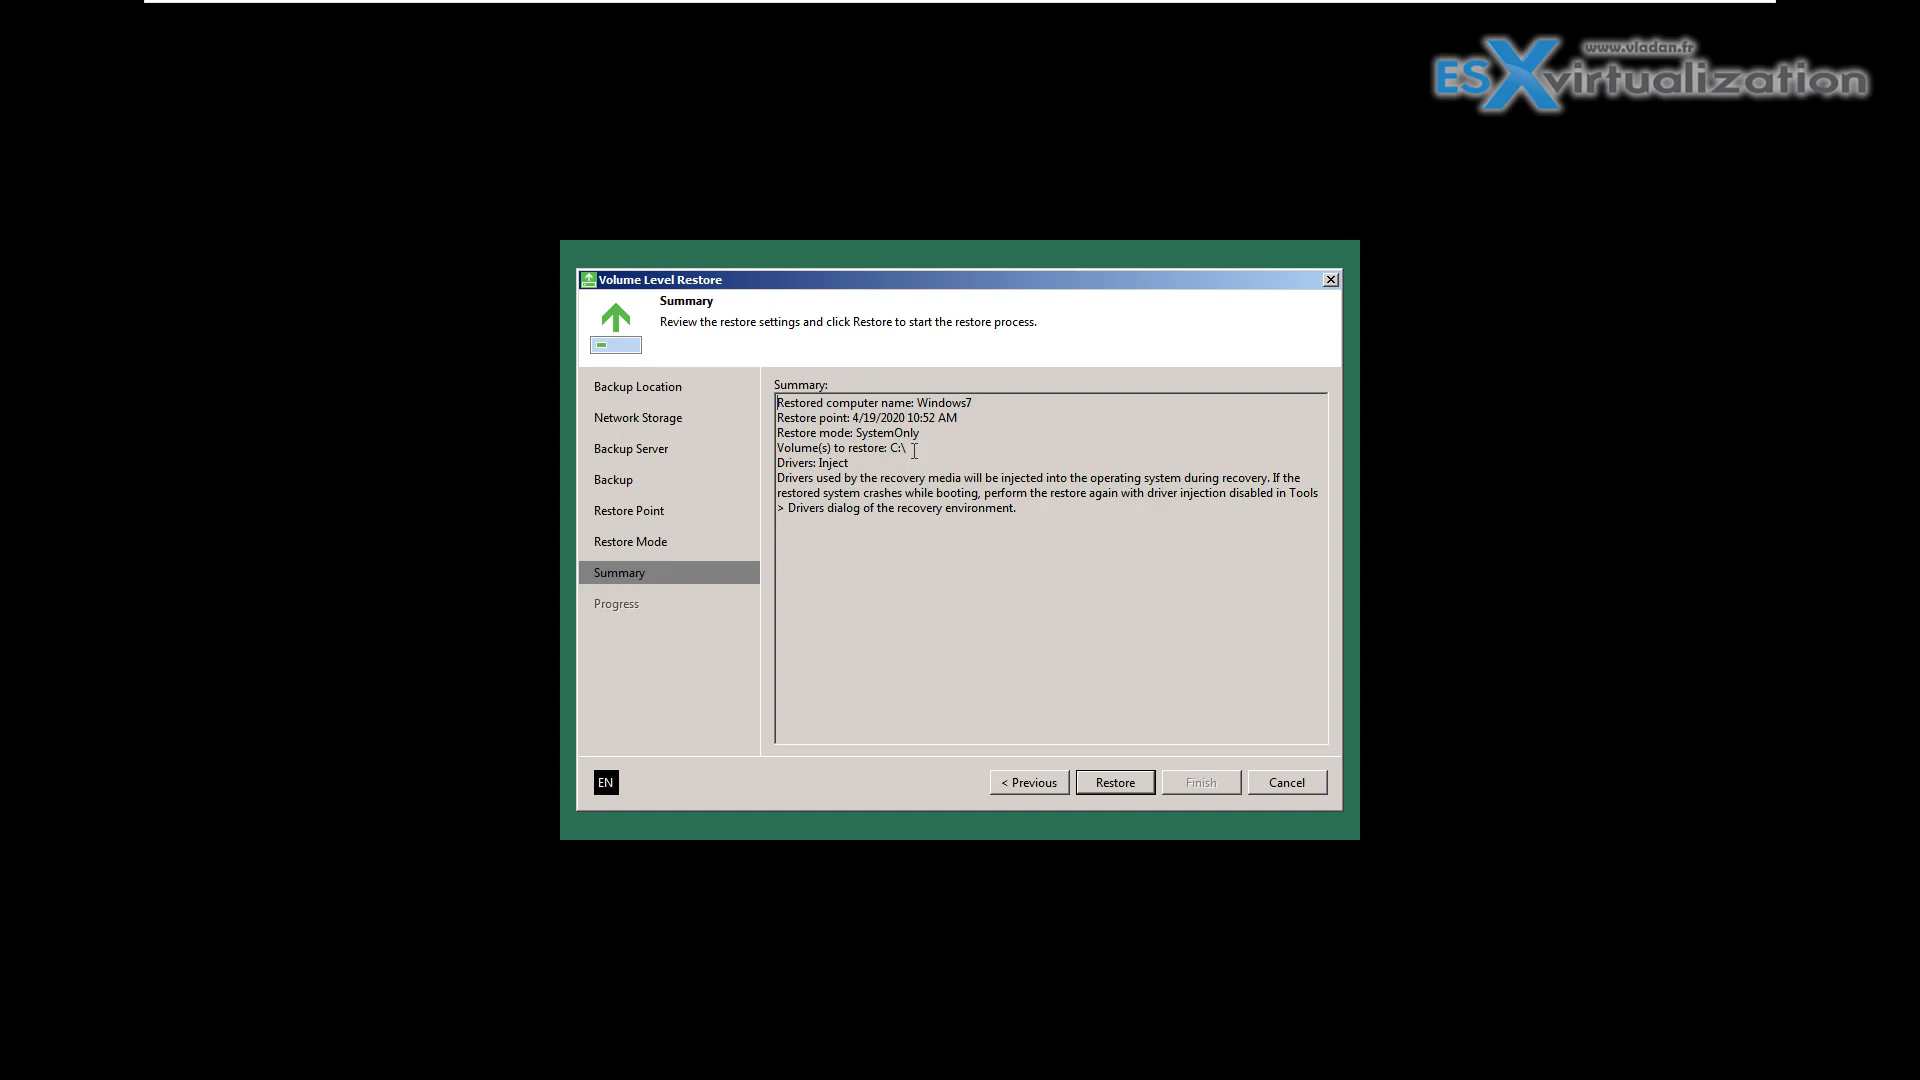 www.vladan.fr
ESXvirtualization
Volume Level Restore
Summary
Review the restore settings and click Restore to start the restore process.
Backup Location
Network Storage
Backup Server
Backup
Restore Point
Restore Mode
Summary
Progress
Summary:
Restored computer name: Windows7
Restore point: 4/19/2020 10:52 AM
Restore mode: SystemOnly
Volume(s) to restore: C:\
Drivers: Inject
Drivers used by the recovery media will be injected into the operating system during recovery. If the
restored system crashes while booting, perform the restore again with driver injection disabled in Tools
> Drivers dialog of the recovery environment.
EN
< Previous
Restore
Finish
Cancel